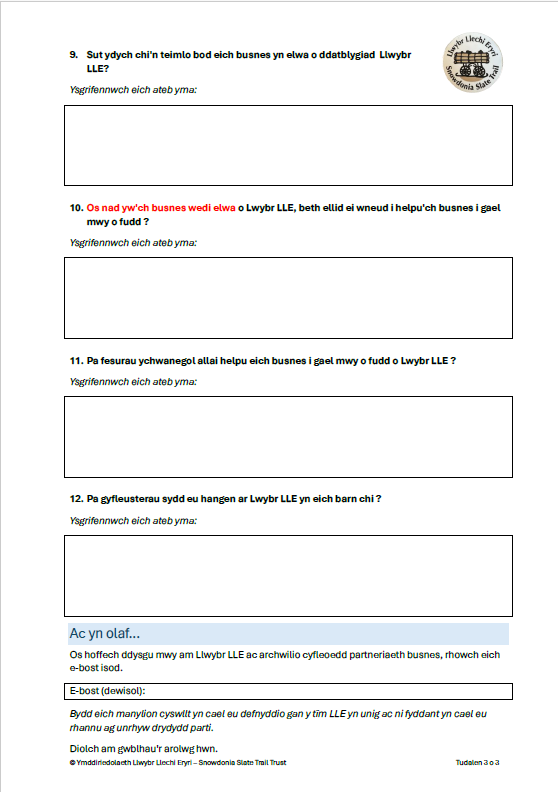 Llwybr Llechi Eryri
Snowdonia Slate Trail
9. Sut ydych chi'n teimlo bod eich busnes yn elwa o ddatblygiad Llwybr
LLE?
Ysgrifennwch eich ateb yma:
10. Os nad yw'ch busnes wedi elwa o Lwybr LLE, beth ellid ei wneud i helpu'ch busnes i gael
mwy o fudd ?
Ysgrifennwch eich ateb yma:
11. Pa fesurau ychwanegol allai helpu eich busnes i gael mwy o fudd o Lwybr LLE ?
Ysgrifennwch eich ateb yma:
12. Pa gyfleusterau sydd eu hangen ar Lwybr LLE yn eich barn chi ?
Ysgrifennwch eich ateb yma:
Ac yn olaf...
Os hoffech ddysgu mwy am Llwybr LLE ac archwilio cyfleoedd partneriaeth busnes, rhowch eich
e-bost isod.
E-bost (dewisol):
Bydd eich manylion cyswllt yn cael eu defnyddio gan y tîm LLE yn unig ac ni fyddant yn cael eu
rhannu ag unrhyw drydydd parti.
Diolch am gwblhau'r arolwg hwn.
© Ymddiriedolaeth Llwybr Llechi Eryri – Snowdonia Slate Trail Trust Tudalen 3 o 3